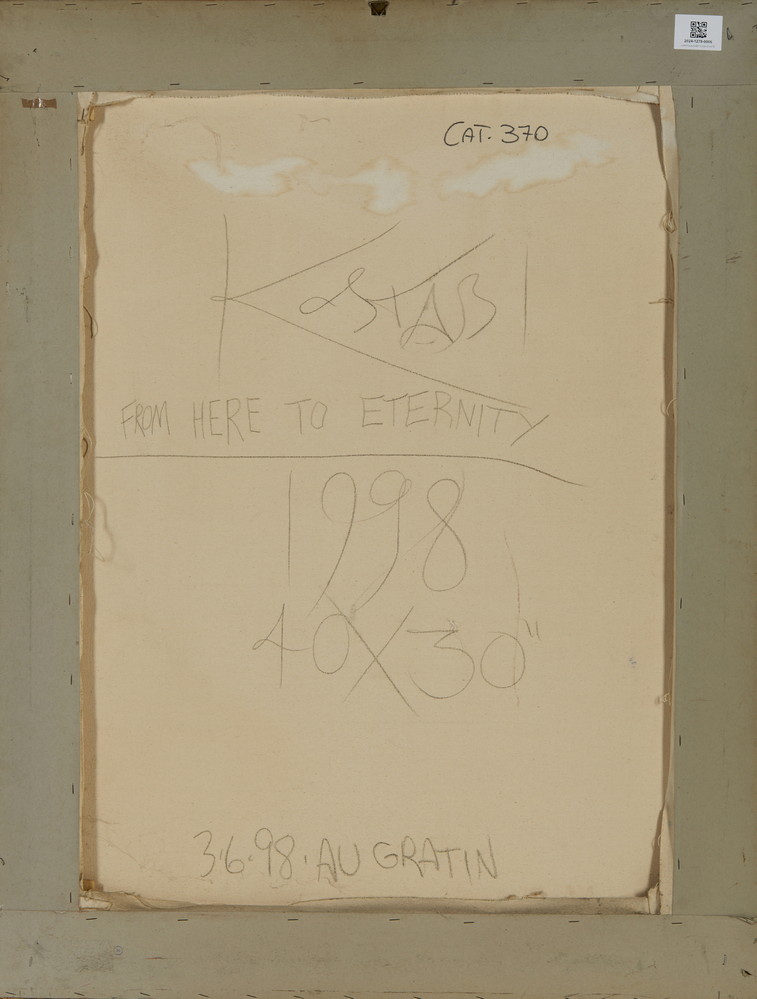 CAT. 370
KOSTABI
FROM HERE TO ETERNITY
1998
40X30"
3.6.98. AU GRATIN